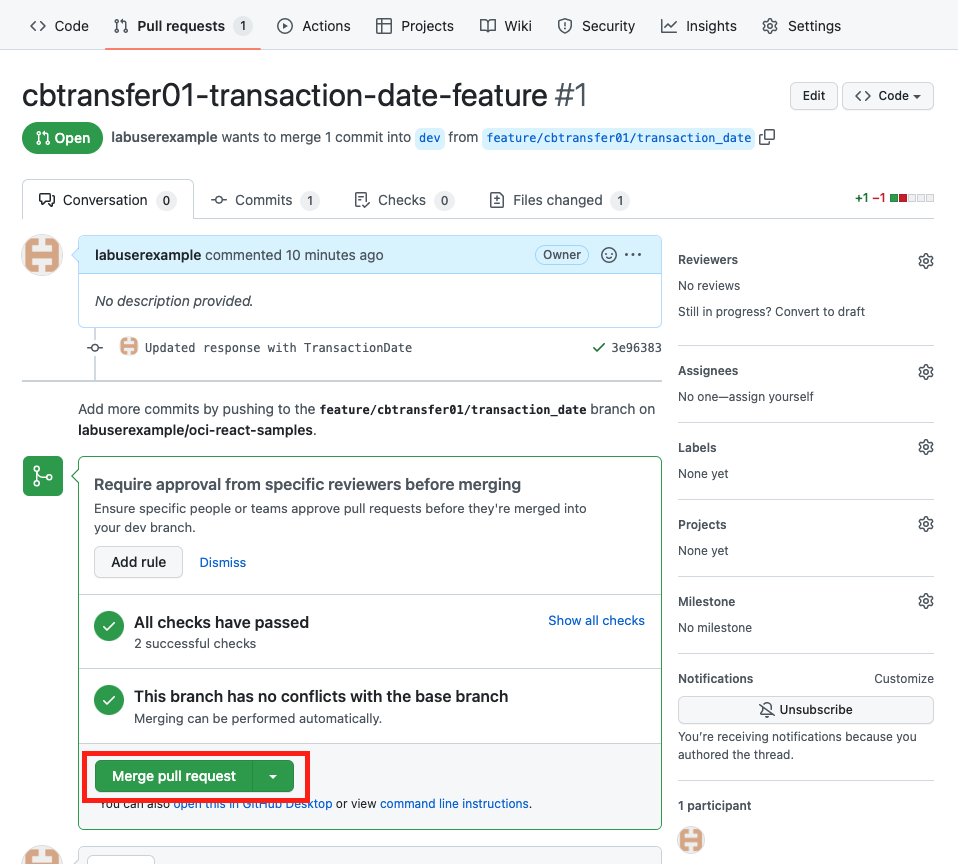 Code Pull requests 1 Actions Projects Wiki Security Insights Settings
cbtransfer01-transaction-date-feature #1
Edit Code
Open labuserexample wants to merge 1 commit into dev from feature/cbtransfer01/transaction_date
Conversation 0 Commits 1 Checks 0 Files changed 1 +1 −1
labuserexample commented 10 minutes ago Owner
No description provided.
Updated response with TransactionDate 3e96383
Add more commits by pushing to the feature/cbtransfer01/transaction_date branch on
labuserexample/oci-react-samples.
Require approval from specific reviewers before merging
Ensure specific people or teams approve pull requests before they're merged into
your dev branch.
Add rule Dismiss
All checks have passed
2 successful checks
Show all checks
This branch has no conflicts with the base branch
Merging can be performed automatically.
Merge pull request
You can also open this in GitHub Desktop or view command line instructions.
Reviewers
No reviews
Still in progress? Convert to draft
Assignees
No one—assign yourself
Labels
None yet
Projects
None yet
Milestone
No milestone
Notifications Customize
Unsubscribe
You're receiving notifications because you
authored the thread.
1 participant